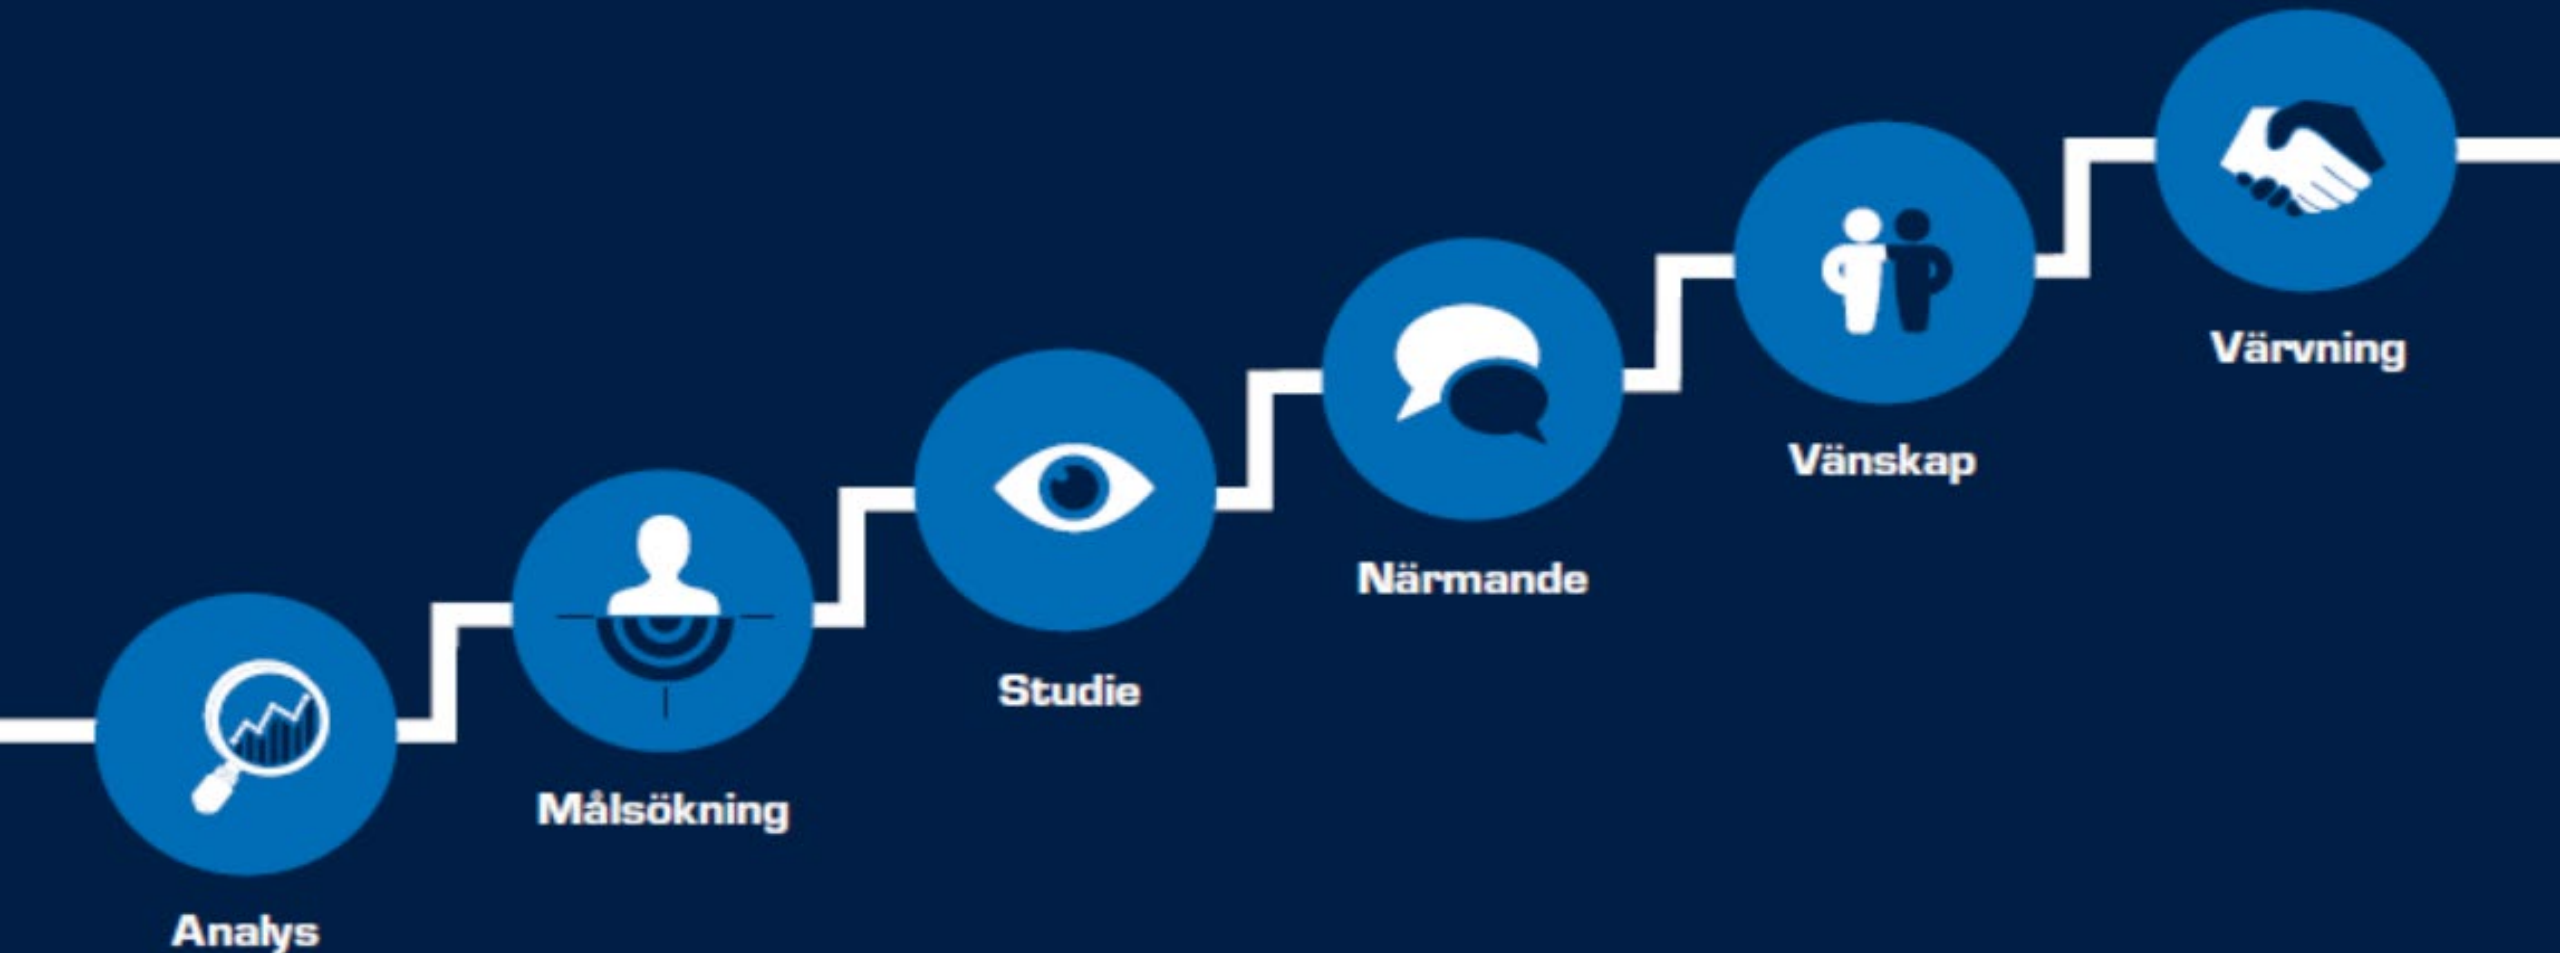 Analys
Målsökning
Studie
Närmande
Vänskap
Värvning